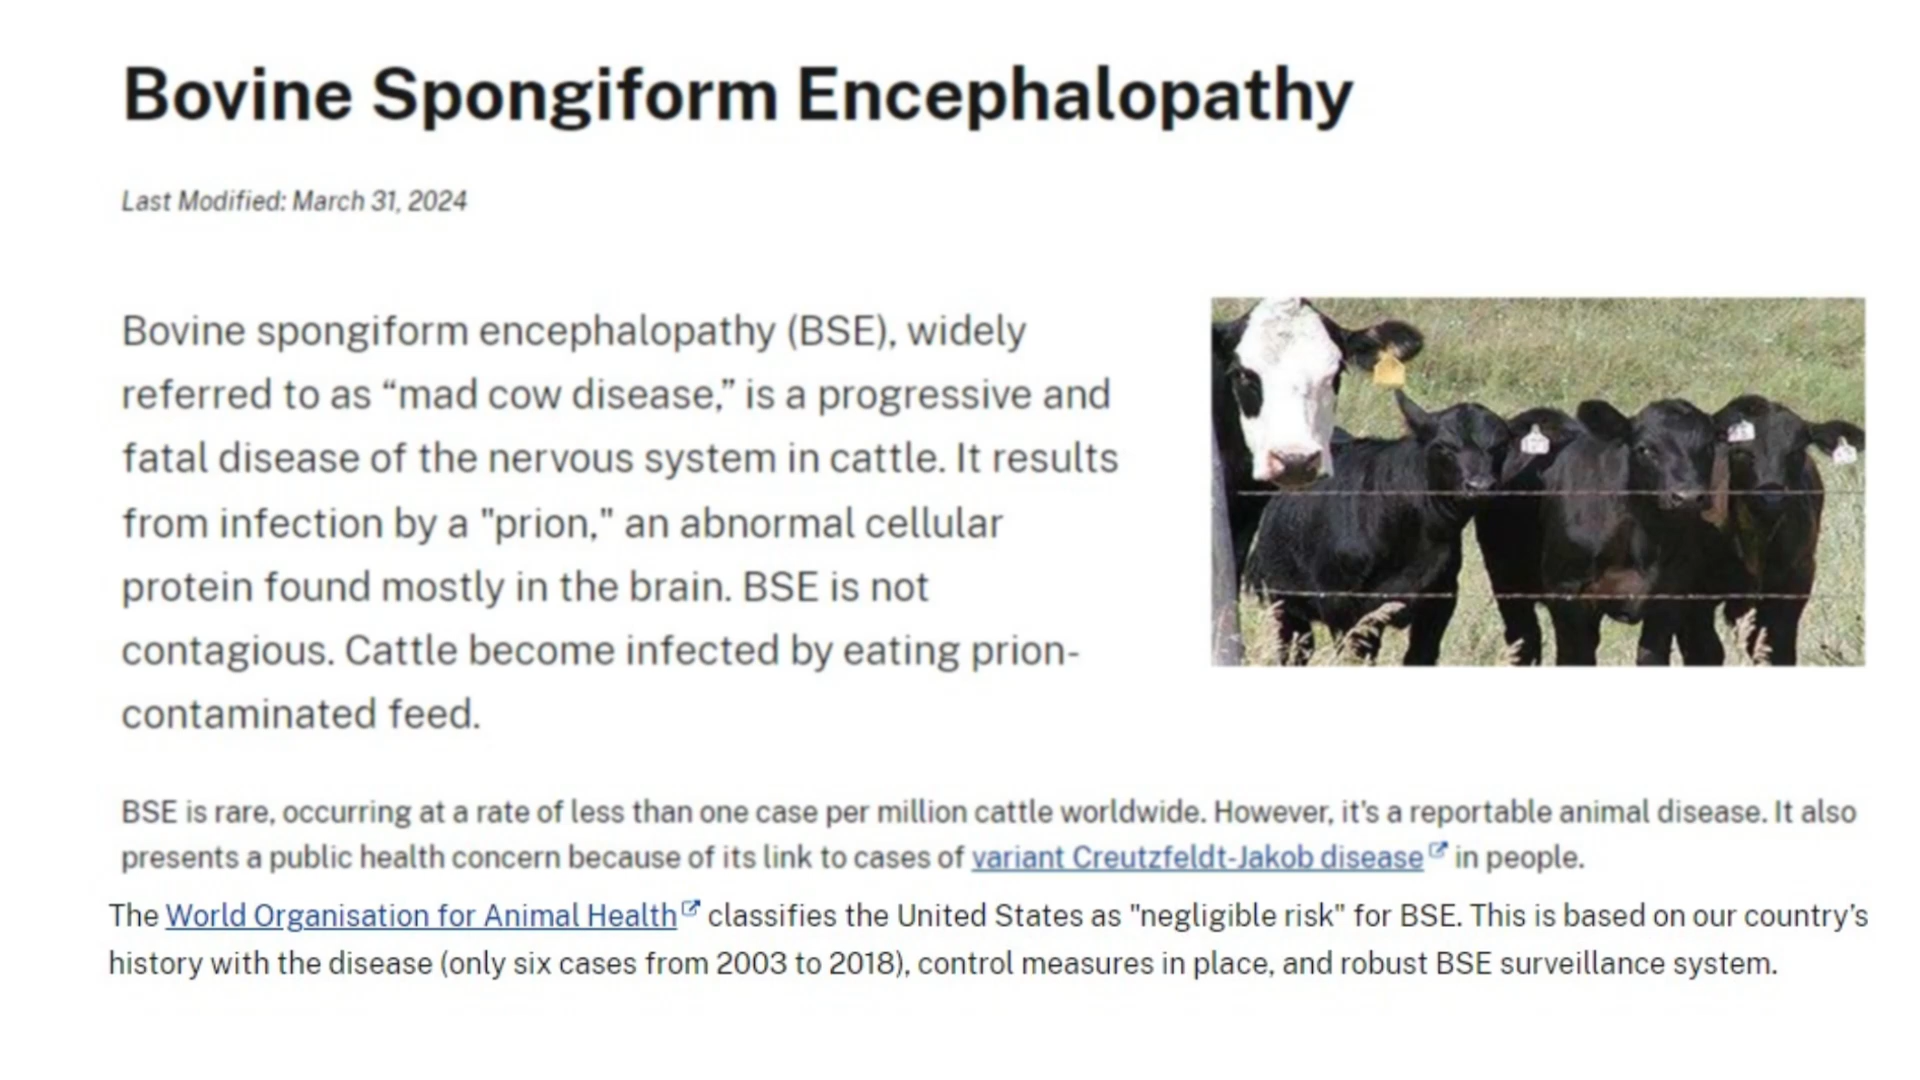 Bovine Spongiform Encephalopathy
Last Modified: March 31, 2024
Bovine spongiform encephalopathy (BSE), widely
referred to as “mad cow disease,” is a progressive and
fatal disease of the nervous system in cattle. It results
from infection by a "prion," an abnormal cellular
protein found mostly in the brain. BSE is not
contagious. Cattle become infected by eating prion-
contaminated feed.
BSE is rare, occurring at a rate of less than one case per million cattle worldwide. However, it's a reportable animal disease. It also
presents a public health concern because of its link to cases of variant Creutzfeldt-Jakob disease in people.
The World Organisation for Animal Health classifies the United States as "negligible risk" for BSE. This is based on our country’s
history with the disease (only six cases from 2003 to 2018), control measures in place, and robust BSE surveillance system.